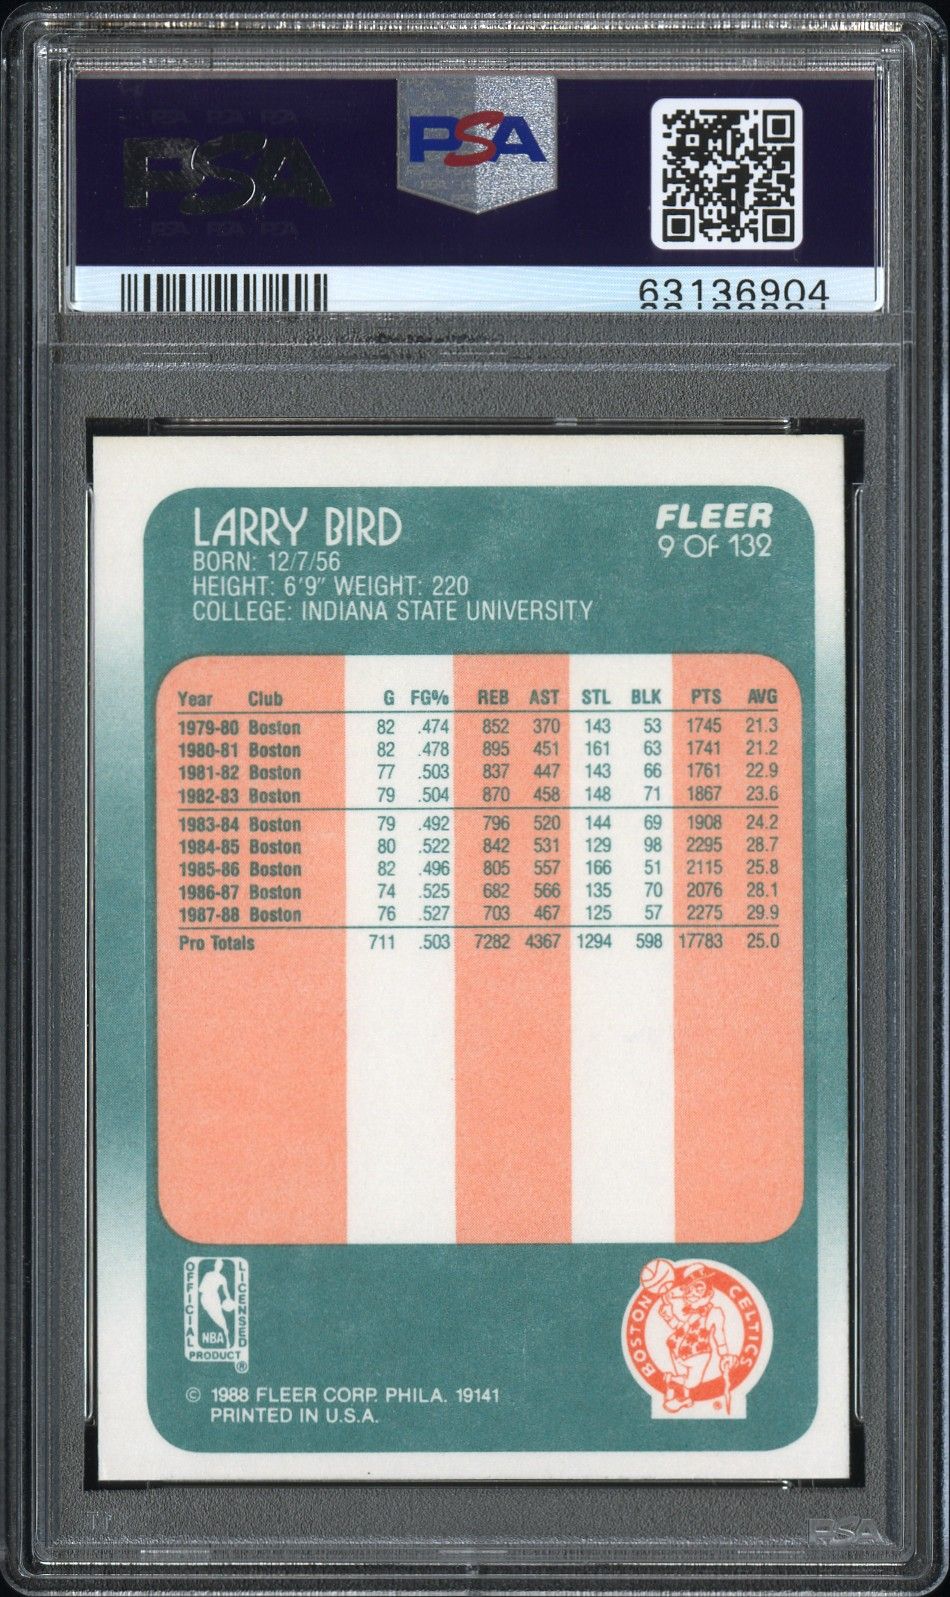 PSA PSA PSA
PSA
PSA
PSA PSA PSA
63136904
LARRY BIRD
BORN: 12/7/56
HEIGHT: 6'9" WEIGHT: 220
COLLEGE: INDIANA STATE UNIVERSITY
FLEER
9 OF 132
Year Club G FG% REB AST STL BLK PTS AVG
1979-80 Boston 82 .474 852 370 143 53 1745 21.3
1980-81 Boston 82 .478 895 451 161 63 1741 21.2
1981-82 Boston 77 .503 837 447 143 66 1761 22.9
1982-83 Boston 79 .504 870 458 148 71 1867 23.6
1983-84 Boston 79 .492 796 520 144 69 1908 24.2
1984-85 Boston 80 .522 842 531 129 98 2295 28.7
1985-86 Boston 82 .496 805 557 166 51 2115 25.8
1986-87 Boston 74 .525 682 566 135 70 2076 28.1
1987-88 Boston 76 .527 703 467 125 57 2275 29.9
Pro Totals 711 .503 7282 4367 1294 598 17783 25.0
OFFICIAL
LICENSED
NBA
PRODUCT ®
BOSTON CELTICS
®
© 1988 FLEER CORP. PHILA. 19141
PRINTED IN U.S.A.
PSA